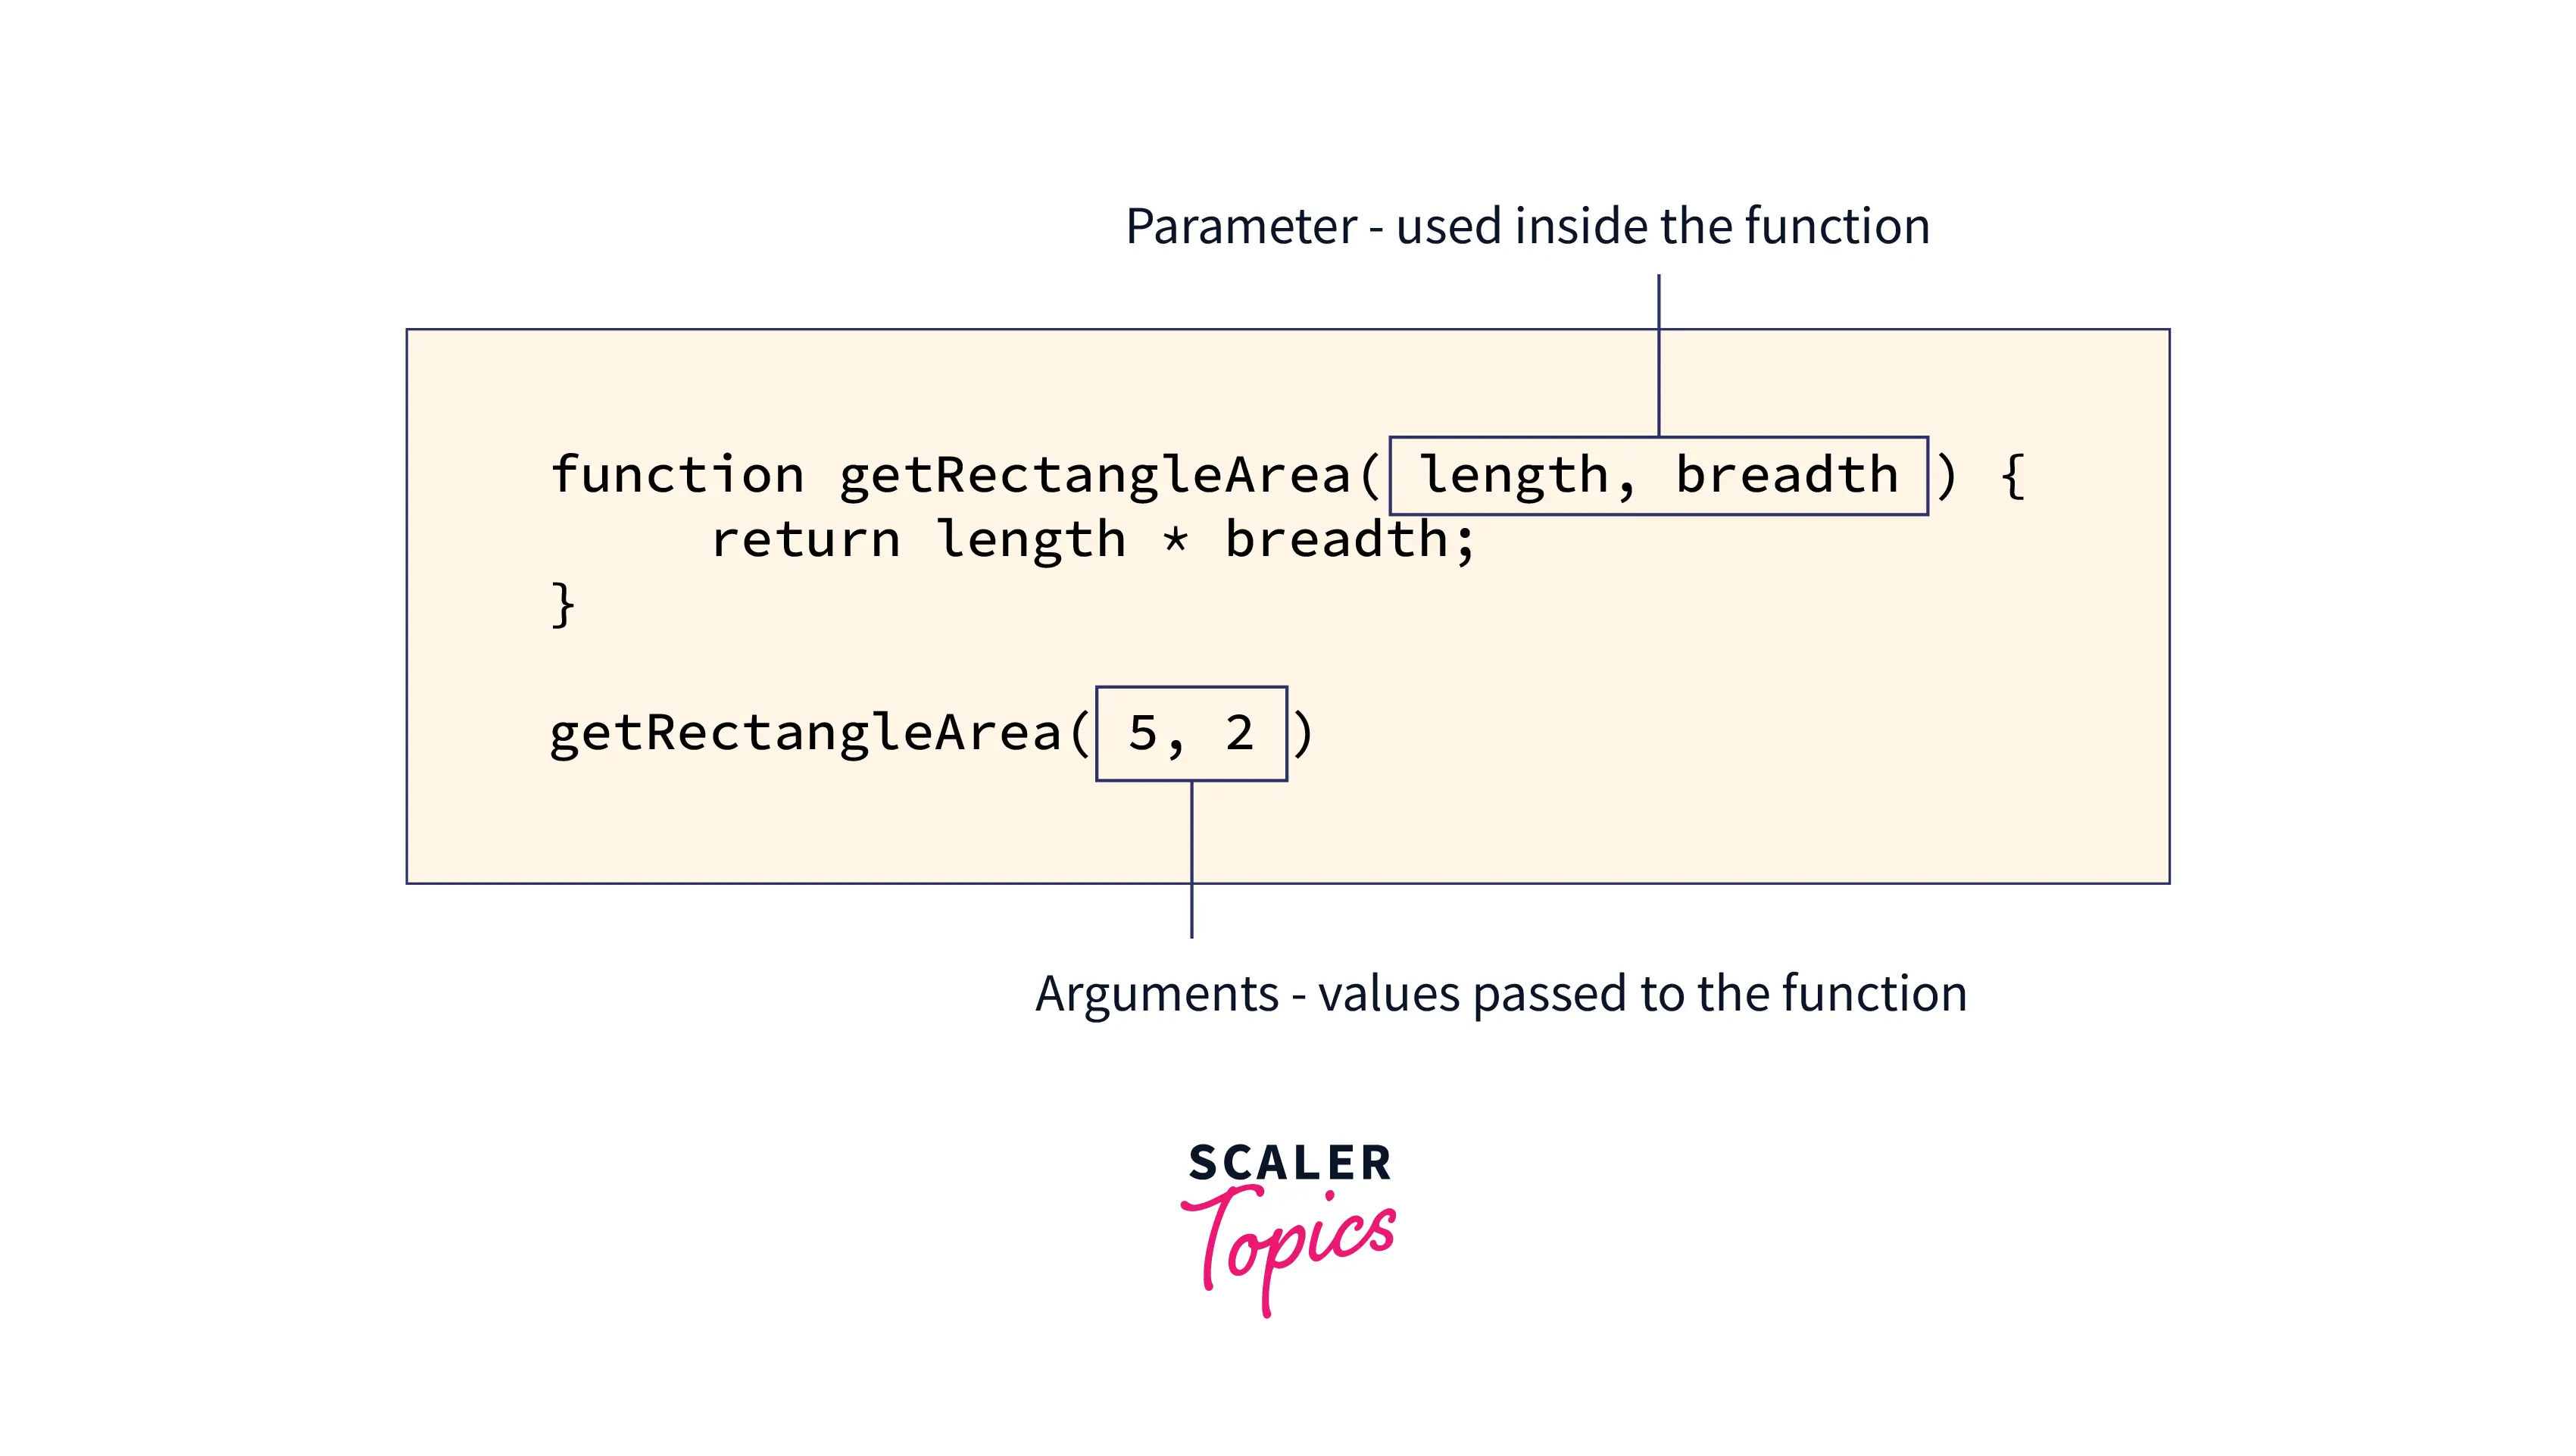 Parameter - used inside the function
function getRectangleArea( length, breadth ) {
return length * breadth;
}
getRectangleArea( 5, 2 )
Arguments - values passed to the function
SCALER
Topics